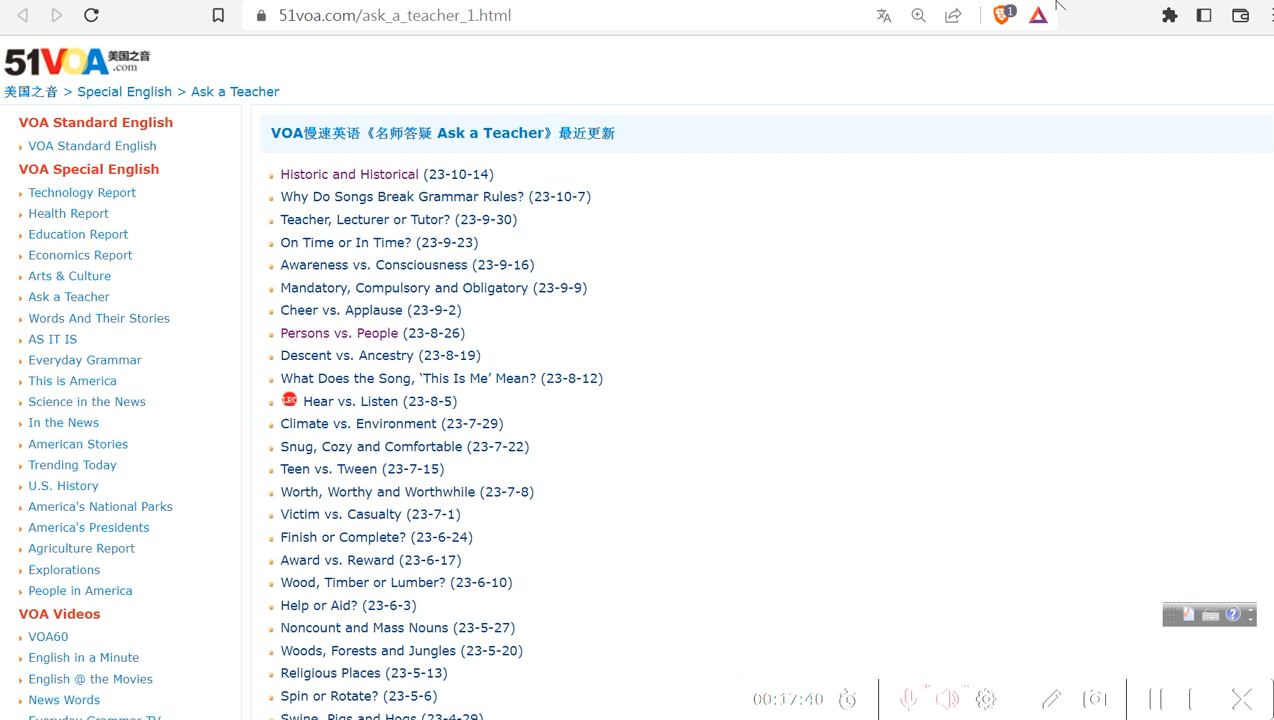 51voa.com/ask_a_teacher_1.html
1
51VOA.com 美国之音
美国之音 > Special English > Ask a Teacher
VOA Standard English
VOA Standard English
VOA Special English
Technology Report
Health Report
Education Report
Economics Report
Arts & Culture
Ask a Teacher
Words And Their Stories
AS IT IS
Everyday Grammar
This is America
Science in the News
In the News
American Stories
Trending Today
U.S. History
America's National Parks
America's Presidents
Agriculture Report
Explorations
People in America
VOA Videos
VOA60
English in a Minute
English @ the Movies
News Words
Everyday Grammar TV
VOA慢速英语《名师答疑 Ask a Teacher》最近更新
Historic and Historical (23-10-14)
Why Do Songs Break Grammar Rules? (23-10-7)
Teacher, Lecturer or Tutor? (23-9-30)
On Time or In Time? (23-9-23)
Awareness vs. Consciousness (23-9-16)
Mandatory, Compulsory and Obligatory (23-9-9)
Cheer vs. Applause (23-9-2)
Persons vs. People (23-8-26)
Descent vs. Ancestry (23-8-19)
What Does the Song, ‘This Is Me’ Mean? (23-8-12)
LRC Hear vs. Listen (23-8-5)
Climate vs. Environment (23-7-29)
Snug, Cozy and Comfortable (23-7-22)
Teen vs. Tween (23-7-15)
Worth, Worthy and Worthwhile (23-7-8)
Victim vs. Casualty (23-7-1)
Finish or Complete? (23-6-24)
Award vs. Reward (23-6-17)
Wood, Timber or Lumber? (23-6-10)
Help or Aid? (23-6-3)
Noncount and Mass Nouns (23-5-27)
Woods, Forests and Jungles (23-5-20)
Religious Places (23-5-13)
Spin or Rotate? (23-5-6)
Swine, Pigs and Hogs (23-4-29)
00:17:40